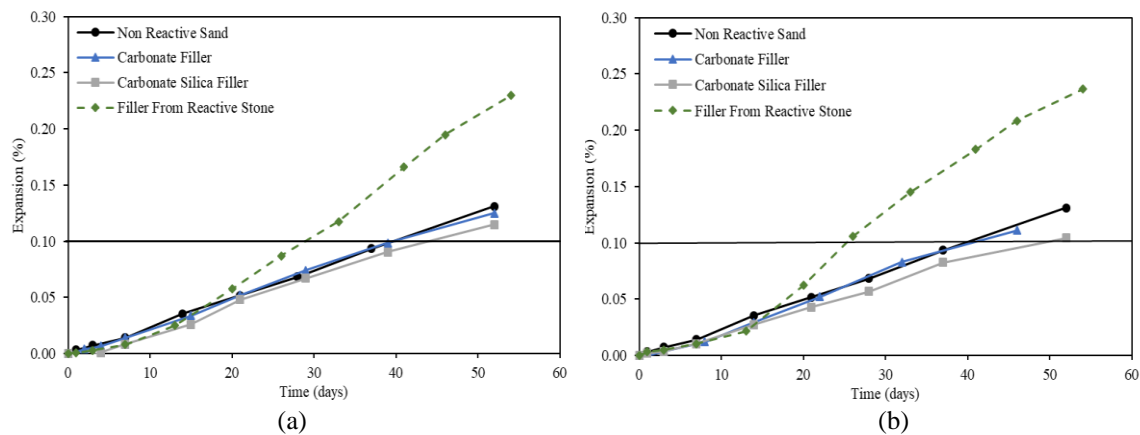 0.30
0.25
0.20
0.15
0.10
0.05
0.00
Expansion (%)
Non Reactive Sand
Carbonate Filler
Carbonate Silica Filler
Filler From Reactive Stone
0 10 20 30 40 50 60
Time (days)
(a)
0.30
0.25
0.20
0.15
0.10
0.05
0.00
Expansion (%)
Non Reactive Sand
Carbonate Filler
Carbonate Silica Filler
Filler From Reactive Stone
0 10 20 30 40 50 60
Time (days)
(b)